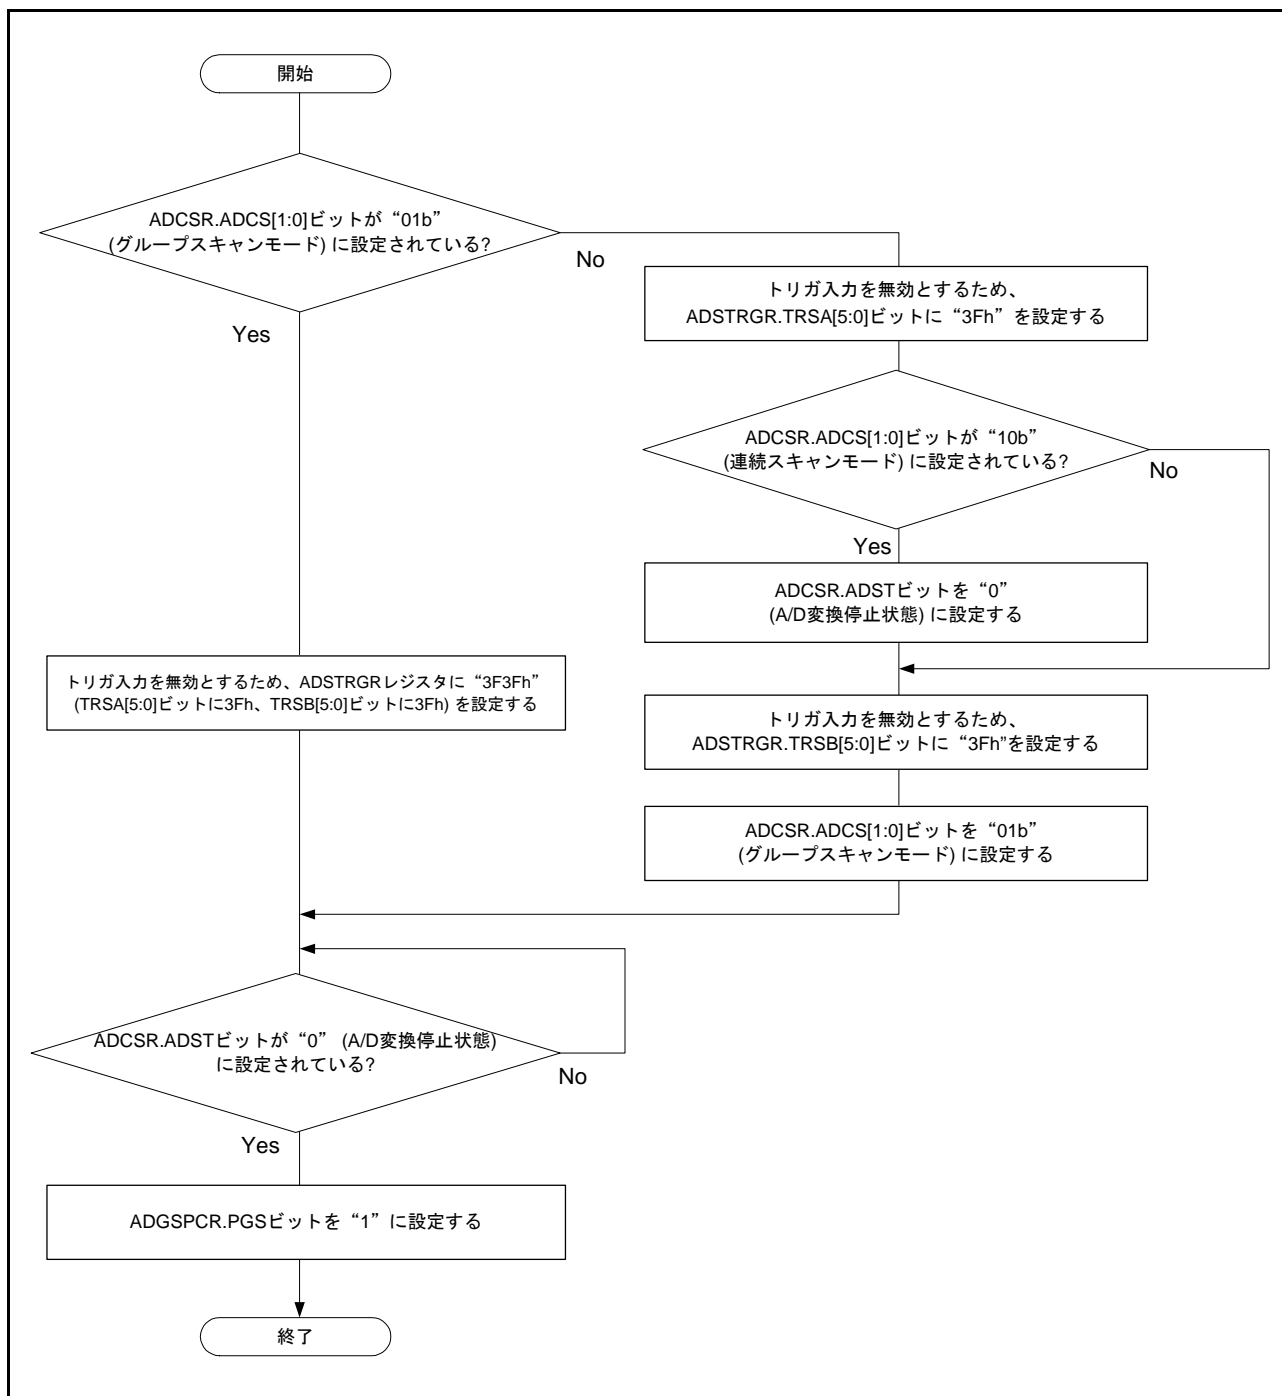 開始
ADCSR.ADCS[1:0]ビットが“01b”
(グループスキャンモード) に設定されている?
No
Yes
トリガ入力を無効とするため、
ADSTRGR.TRSA[5:0]ビットに“3Fh”を設定する
ADCSR.ADCS[1:0]ビットが“10b”
(連続スキャンモード) に設定されている?
No
Yes
ADCSR.ADSTビットを“0”
(A/D変換停止状態) に設定する
トリガ入力を無効とするため、ADSTRGRレジスタに“3F3Fh”
(TRSA[5:0]ビットに3Fh、TRSB[5:0]ビットに3Fh) を設定する
トリガ入力を無効とするため、
ADSTRGR.TRSB[5:0]ビットに“3Fh”を設定する
ADCSR.ADCS[1:0]ビットを“01b”
(グループスキャンモード) に設定する
ADCSR.ADSTビットが“0” (A/D変換停止状態)
に設定されている?
No
Yes
ADGSPCR.PGSビットを“1”に設定する
終了